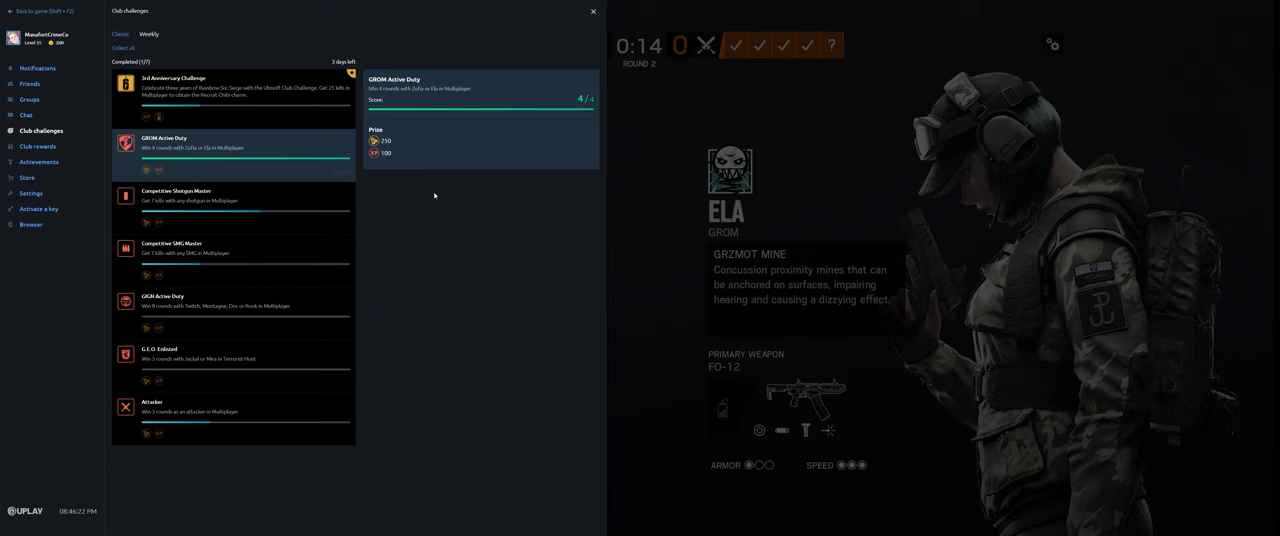 Back to game (Shift + F2)
ManafortCrimeCo
Level 35 200
Notifications
Friends
Groups
Chat
Club challenges
Club rewards
Achievements
Store
Settings
Activate a key
Browser
UPLAY 08:46:22 PM
Club challenges
Classic Weekly
Collect all
Completed (1/7) 3 days left
3rd Anniversary Challenge
Celebrate three years of Rainbow Six: Siege with the Ubisoft Club Challenge. Get 25 kills in
Multiplayer to obtain the Recruit Chibi charm.
XP
GROM Active Duty
Win 4 rounds with Zofia or Ela in Multiplayer
XP
Competitive Shotgun Master
Get 7 kills with any shotgun in Multiplayer
XP
Competitive SMG Master
Get 7 kills with any SMG in Multiplayer
XP
GIGN Active Duty
Win 8 rounds with Twitch, Montagne, Doc or Rook in Multiplayer
XP
G.E.O. Enlisted
Win 3 rounds with Jackal or Mira in Terrorist Hunt
XP
Attacker
Win 3 rounds as an attacker in Multiplayer
XP
GROM Active Duty
Win 4 rounds with Zofia or Ela in Multiplayer
Score: 4 / 4
Prize
250
XP 100
0:14 0 ?
ROUND 2
ELA
GROM
GRZMOT MINE
Concussion proximity mines that can
be anchored on surfaces, impairing
hearing and causing a dizzying effect.
PRIMARY WEAPON
FO-12
ARMOR SPEED